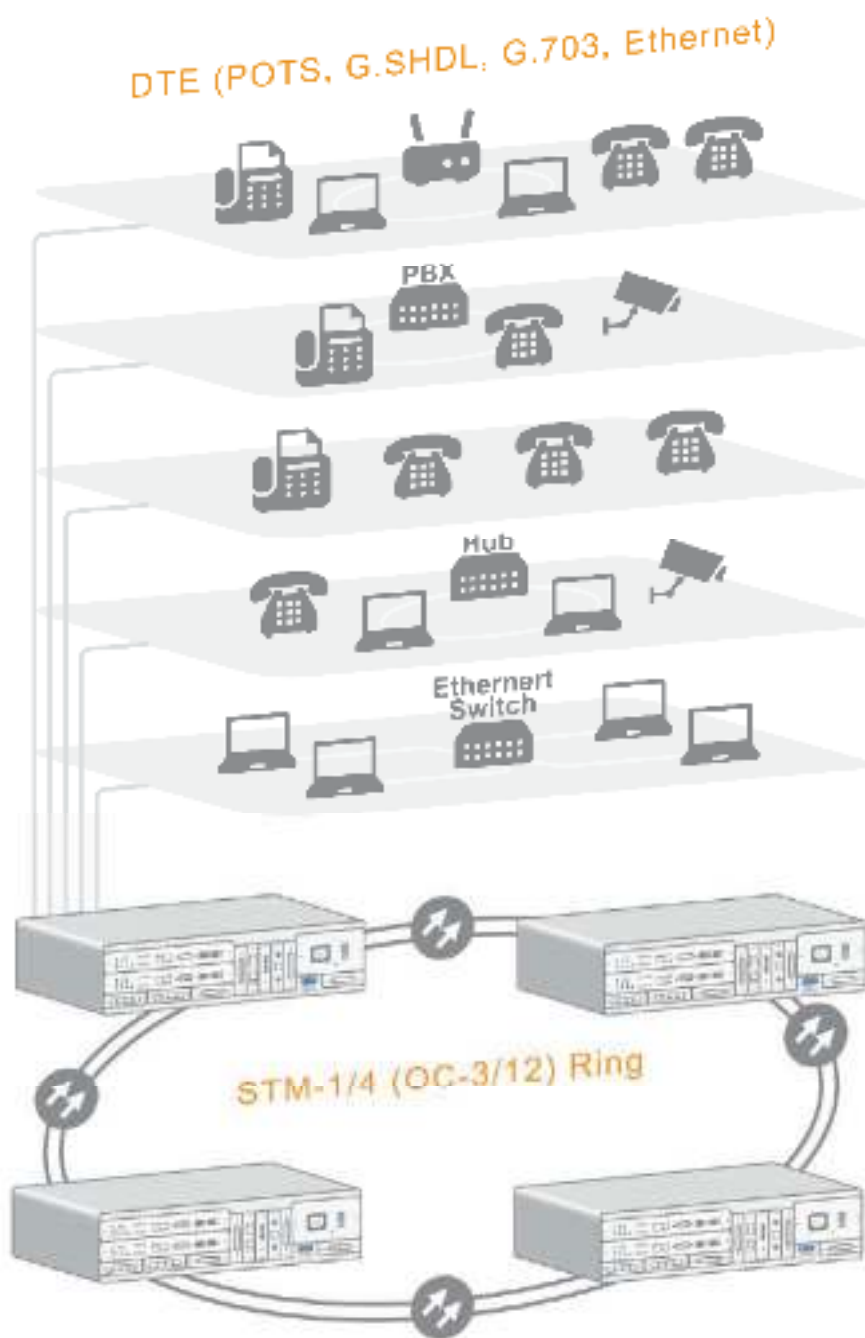 DTE (POTS, G.SHDL, G.703, Ethernet)
PBX
Hub
Ethernert
Switch
STM-1/4 (OC-3/12) Ring